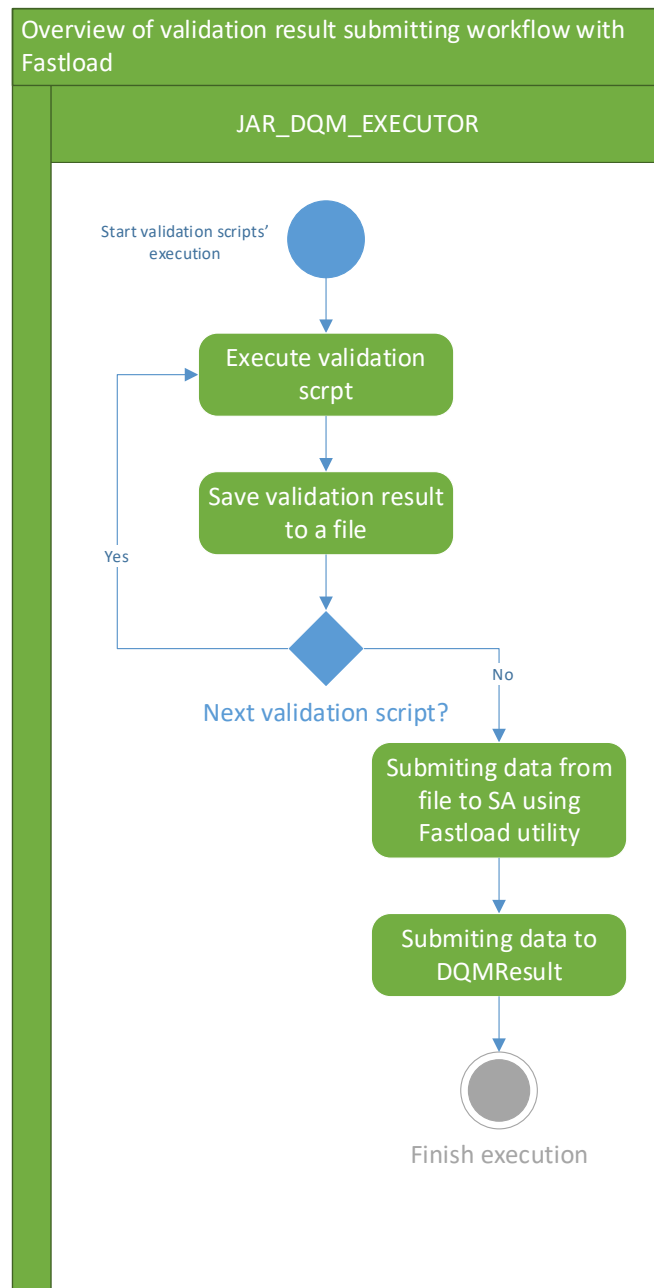 Overview of validation result submitting workflow with
Fastload
JAR_DQM_EXECUTOR
Start validation scripts’
execution
Execute validation
scrpt
Save validation result
to a file
Yes
No
Next validation script?
Submiting data from
file to SA using
Fastload utility
Submiting data to
DQMResult
Finish execution